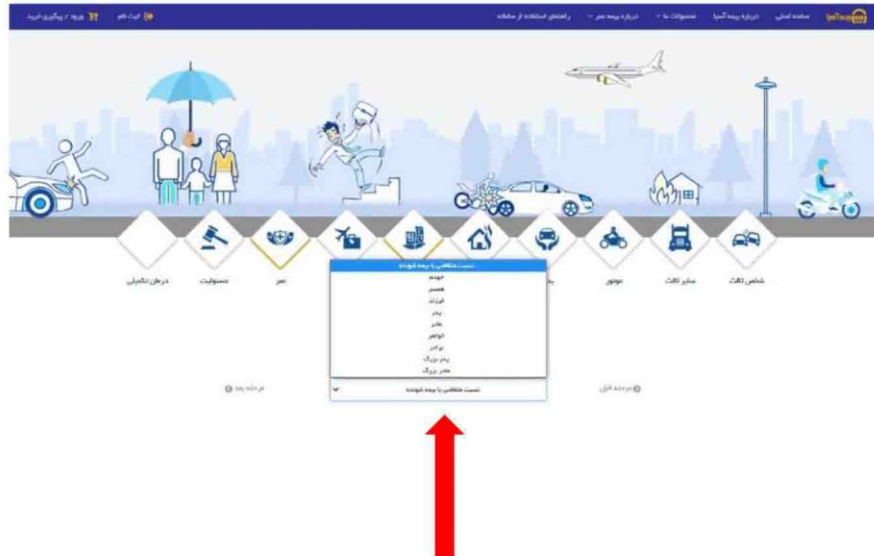 صفحه اصلی درباره بیمه آسرا محصولات ما درباره بیمه عمر راهنمای استفاده از سامانه ثبت نام ورود / پیگیری خرید
شخص ثالث سایر ثالث موتور عمر مسئولیت درمان تکمیلی
نسبت متقاضی با بیمه شونده
خودم
همسر
فرزند
پدر
مادر
خواهر
برادر
پدر بزرگ
مادر بزرگ
مرحله قبل نسبت متقاضی با بیمه شونده مرحله بعد